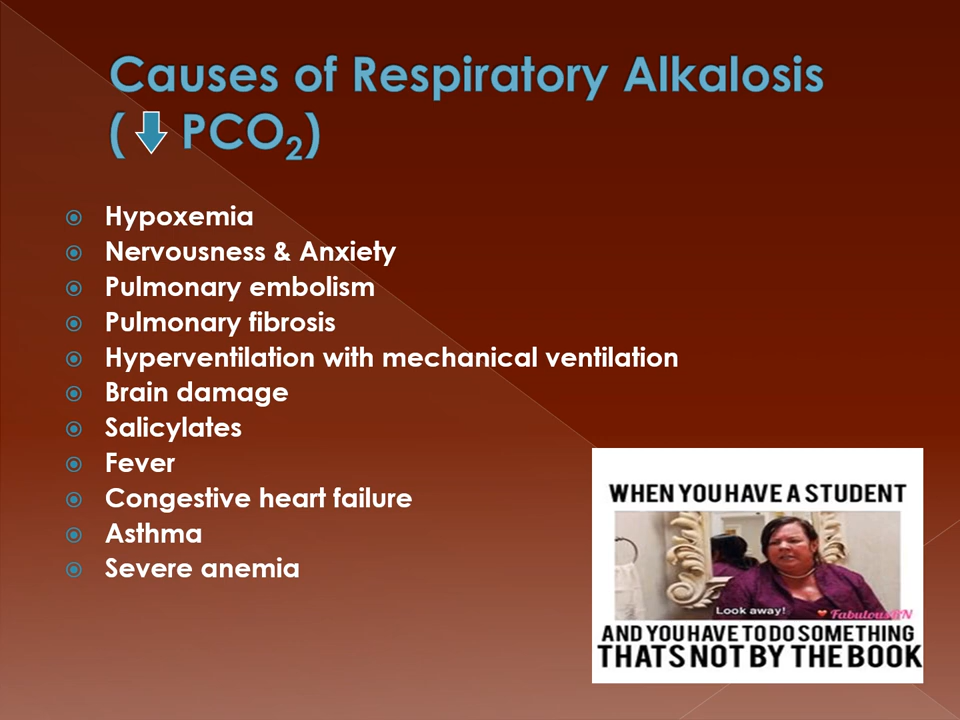 Causes of Respiratory Alkalosis
( PCO₂)
Hypoxemia
Nervousness & Anxiety
Pulmonary embolism
Pulmonary fibrosis
Hyperventilation with mechanical ventilation
Brain damage
Salicylates
Fever
Congestive heart failure
Asthma
Severe anemia
WHEN YOU HAVE A STUDENT
Look away!
FabulousRN
AND YOU HAVE TO DO SOMETHING
THATS NOT BY THE BOOK